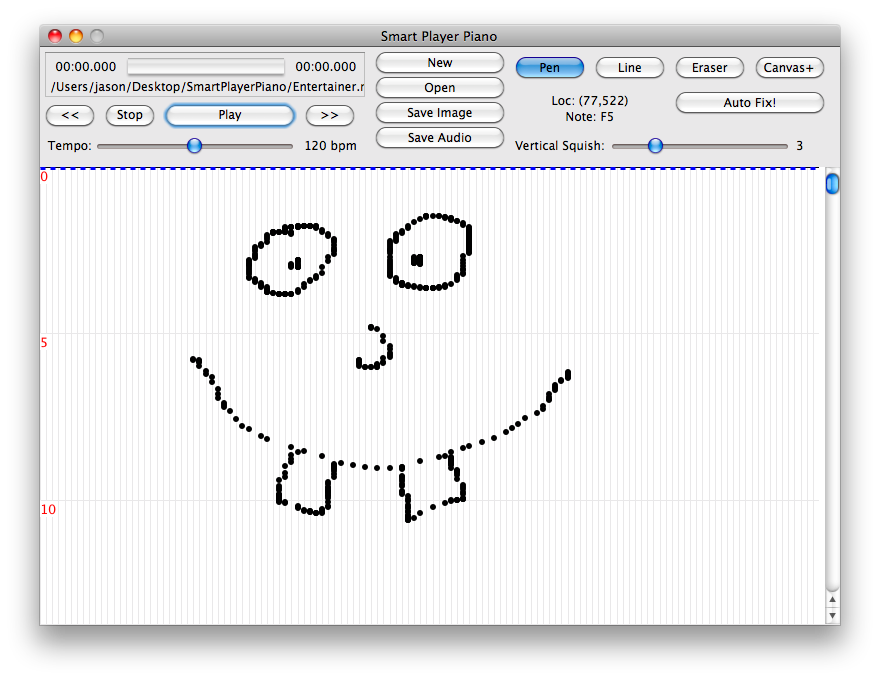 Smart Player Piano
00:00.000 00:00.000
/Users/jason/Desktop/SmartPlayerPiano/Entertainer.r
<< Stop Play >>
Tempo: 120 bpm
New
Open
Save Image
Save Audio
Pen Line Eraser Canvas+
Loc: (77,522)
Note: F5
Auto Fix!
Vertical Squish: 3
0
5
10